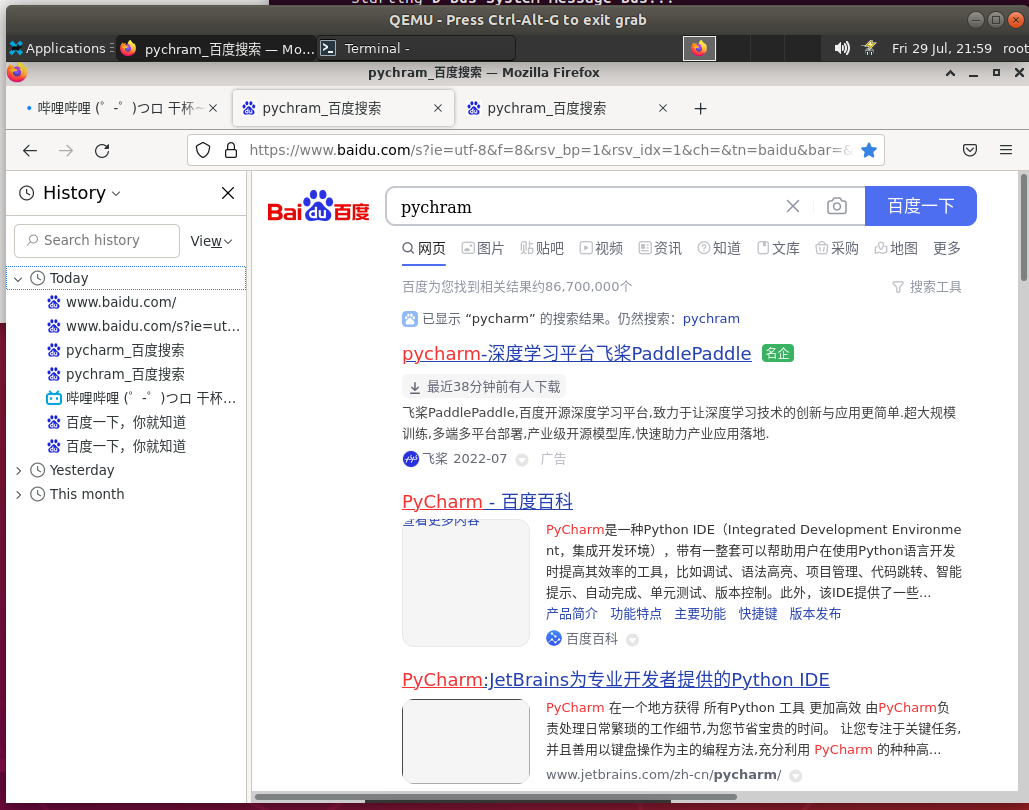 QEMU - Press Ctrl-Alt-G to exit grab
Applications
pychram_百度搜索 — Mo...
Terminal -
Fri 29 Jul, 21:59
root
pychram_百度搜索 — Mozilla Firefox
哔哩哔哩 (゜-゜)つロ 干杯~
pychram_百度搜索
pychram_百度搜索
https://www.baidu.com/s?ie=utf-8&f=8&rsv_bp=1&rsv_idx=1&ch=&tn=baidu&bar=&
History
Search history
View
Today
www.baidu.com/
www.baidu.com/s?ie=ut...
pycharm_百度搜索
pychram_百度搜索
哔哩哔哩 (゜-゜)つロ 干杯...
百度一下，你就知道
百度一下，你就知道
Yesterday
This month
Bai du 百度
pychram
百度一下
网页 图片 贴吧 视频 资讯 知道 文库 采购 地图 更多
百度为您找到相关结果约86,700,000个
搜索工具
已显示 “pycharm” 的搜索结果。仍然搜索：pychram
pycharm-深度学习平台飞桨PaddlePaddle 名企
最近38分钟前有人下载
飞桨PaddlePaddle,百度开源深度学习平台,致力于让深度学习技术的创新与应用更简单.超大规模
训练,多端多平台部署,产业级开源模型库,快速助力产业应用落地.
飞桨 2022-07 广告
PyCharm - 百度百科
查看更多内容
PyCharm是一种Python IDE（Integrated Development Environme
nt，集成开发环境），带有一整套可以帮助用户在使用Python语言开发
时提高其效率的工具，比如调试、语法高亮、项目管理、代码跳转、智能
提示、自动完成、单元测试、版本控制。此外，该IDE提供了一些...
产品简介 功能特点 主要功能 快捷键 版本发布
百度百科
PyCharm:JetBrains为专业开发者提供的Python IDE
PyCharm 在一个地方获得 所有Python 工具 更加高效 由PyCharm负
责处理日常繁琐的工作细节,为您节省宝贵的时间。 让您专注于关键任务,
并且善用以键盘操作为主的编程方法,充分利用 PyCharm 的种种高...
www.jetbrains.com/zh-cn/pycharm/